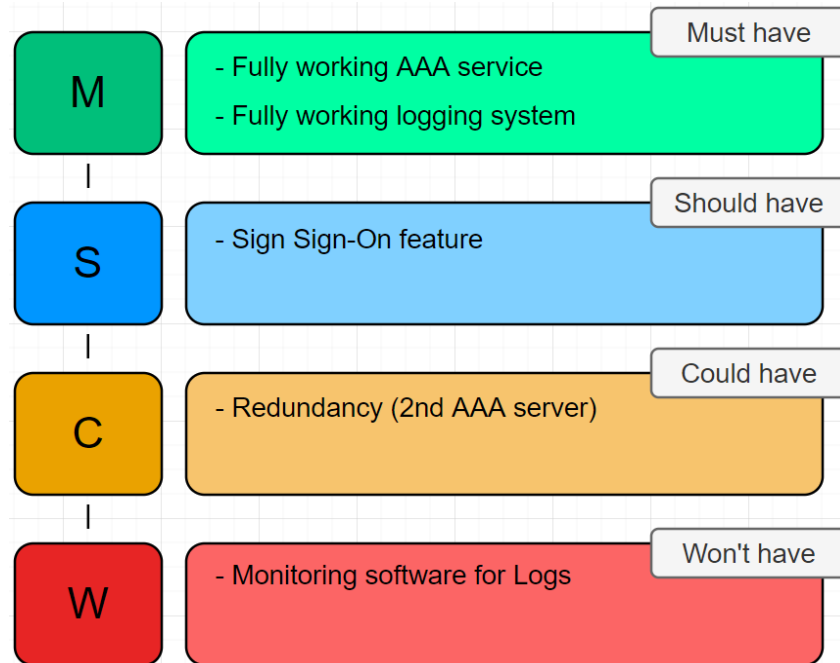 Must have
M
- Fully working AAA service
- Fully working logging system
Should have
S
- Sign Sign-On feature
Could have
C
- Redundancy (2nd AAA server)
Won't have
W
- Monitoring software for Logs